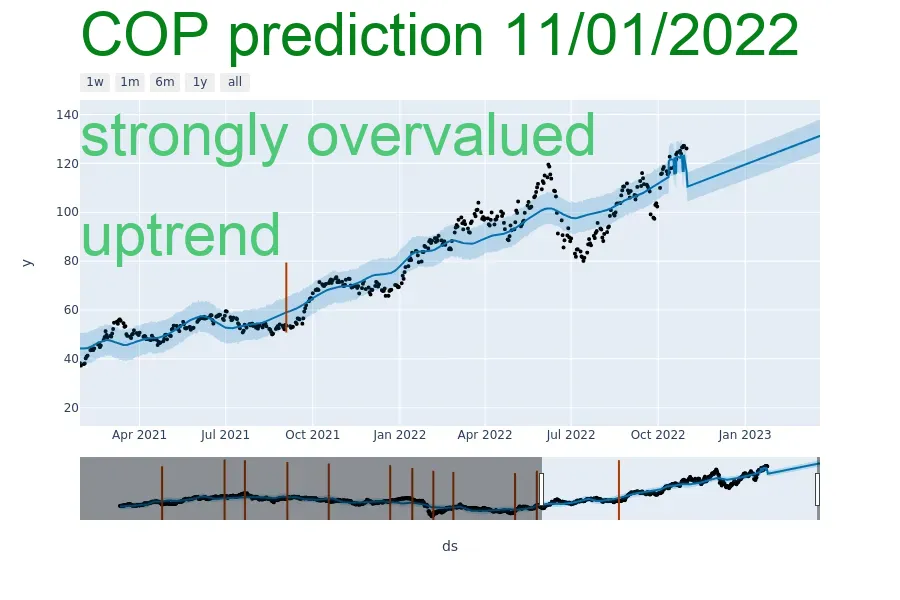 COP prediction 11/01/2022
1w 1m 6m 1y all
strongly overvalued
uptrend
140
120
100
80
60
40
20
y
Apr 2021 Jul 2021 Oct 2021 Jan 2022 Apr 2022 Jul 2022 Oct 2022 Jan 2023
ds